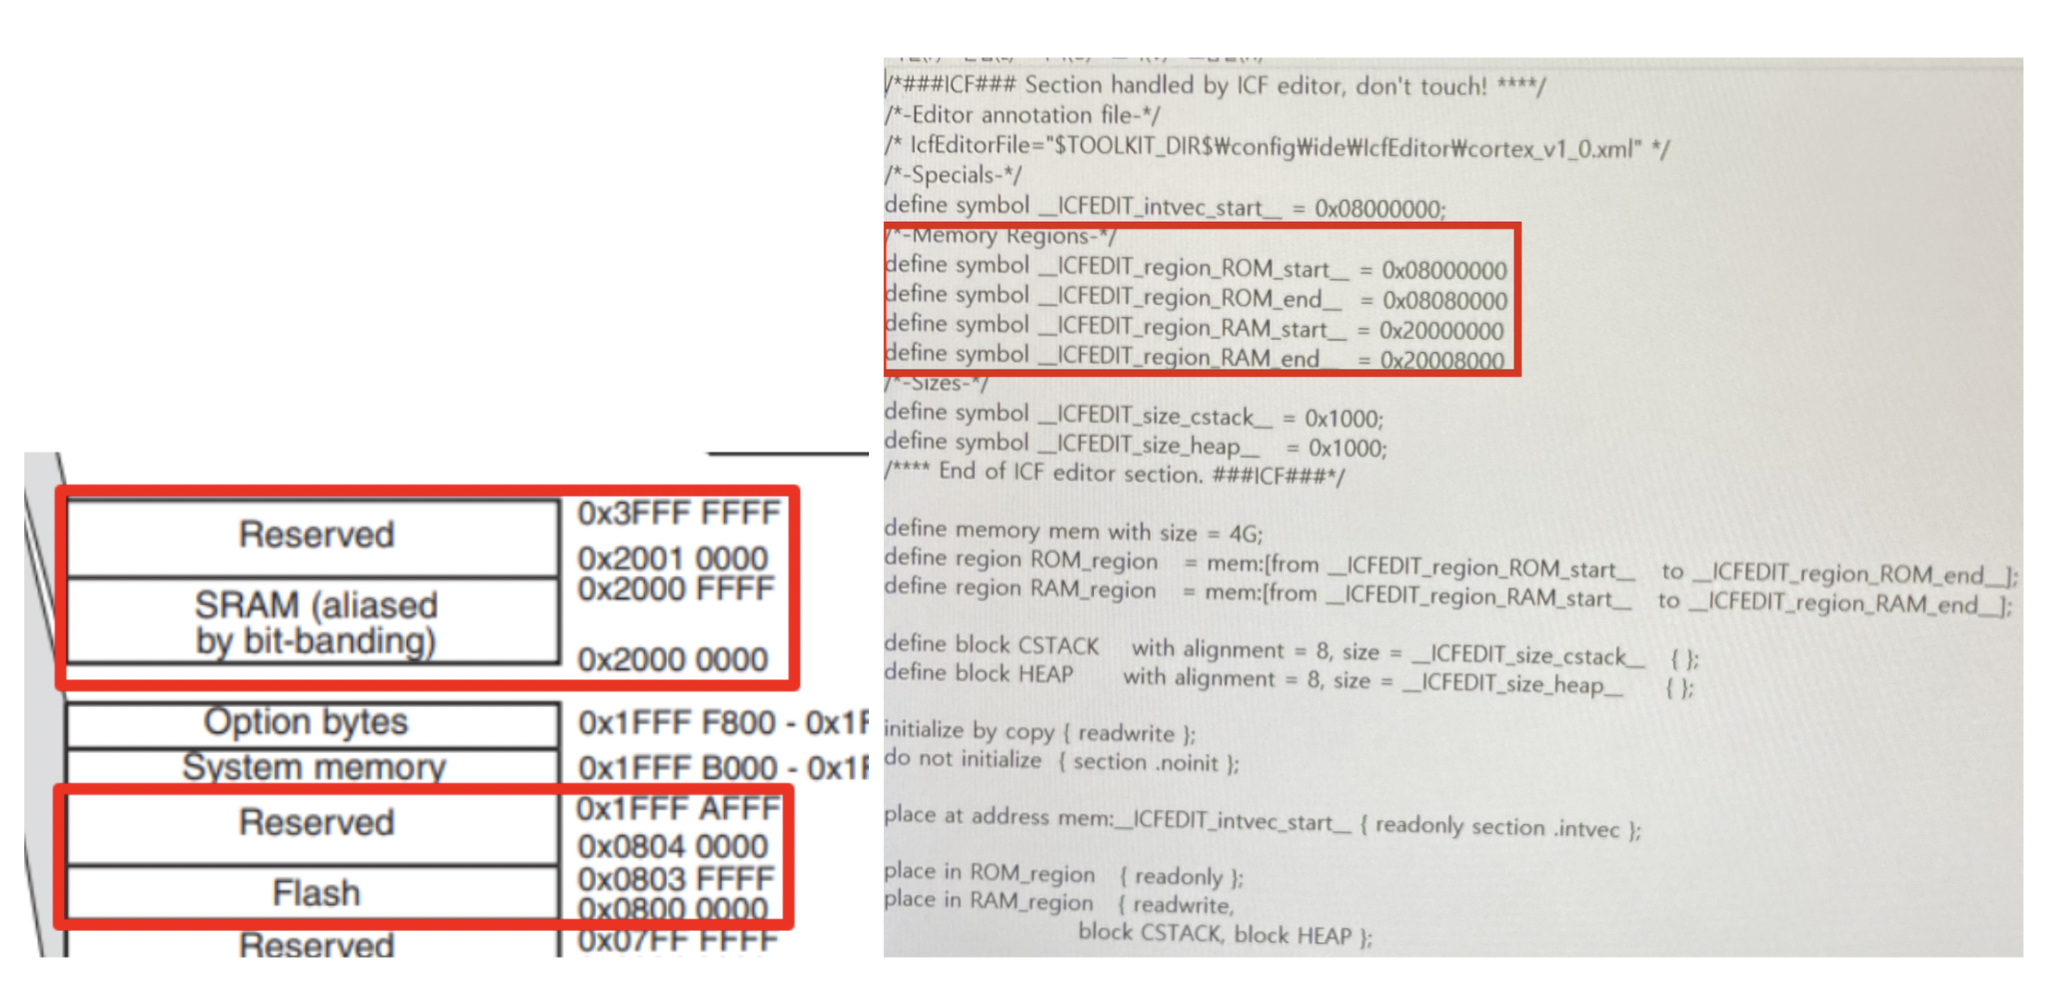 Reserved
0x3FFF FFFF
0x2001 0000
SRAM (aliased
by bit-banding)
0x2000 FFFF
0x2000 0000
Option bytes
0x1FFF F800 - 0x1F
System memory
0x1FFF B000 - 0x1F
Reserved
0x1FFF AFFF
0x0804 0000
Flash
0x0803 FFFF
0x0800 0000
Reserved
0x07FF FFFF
/*###ICF### Section handled by ICF editor, don't touch! ****/
/*-Editor annotation file-*/
/* IcfEditorFile="$TOOLKIT_DIR$₩config₩ide₩IcfEditor₩cortex_v1_0.xml" */
/*-Specials-*/
define symbol __ICFEDIT_intvec_start__ = 0x08000000;
/*-Memory Regions-*/
define symbol __ICFEDIT_region_ROM_start__ = 0x08000000
define symbol __ICFEDIT_region_ROM_end__ = 0x08080000
define symbol __ICFEDIT_region_RAM_start__ = 0x20000000
define symbol __ICFEDIT_region_RAM_end__ = 0x20008000
/*-Sizes-*/
define symbol __ICFEDIT_size_cstack__ = 0x1000;
define symbol __ICFEDIT_size_heap__ = 0x1000;
/**** End of ICF editor section. ###ICF###*/
define memory mem with size = 4G;
define region ROM_region = mem:[from __ICFEDIT_region_ROM_start__ to __ICFEDIT_region_ROM_end__];
define region RAM_region = mem:[from __ICFEDIT_region_RAM_start__ to __ICFEDIT_region_RAM_end__];
define block CSTACK with alignment = 8, size = __ICFEDIT_size_cstack__ { };
define block HEAP with alignment = 8, size = __ICFEDIT_size_heap__ { };
initialize by copy { readwrite };
do not initialize { section .noinit };
place at address mem:__ICFEDIT_intvec_start__ { readonly section .intvec };
place in ROM_region { readonly };
place in RAM_region { readwrite,
block CSTACK, block HEAP };